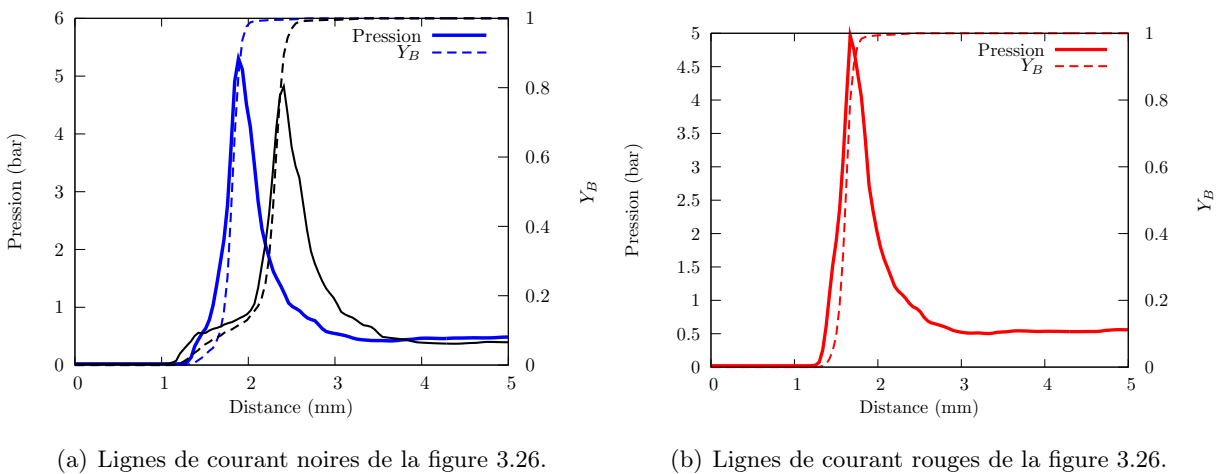 6
5
4
3
2
1
0
Pression (bar)
0 1 2 3 4 5
Distance (mm)
1
0.8
0.6
0.4
0.2
0
Y_B
Pression
Y_B
(a) Lignes de courant noires de la figure 3.26.
5
4.5
4
3.5
3
2.5
2
1.5
1
0.5
0
Pression (bar)
0 1 2 3 4 5
Distance (mm)
1
0.8
0.6
0.4
0.2
0
Y_B
Pression
Y_B
(b) Lignes de courant rouges de la figure 3.26.